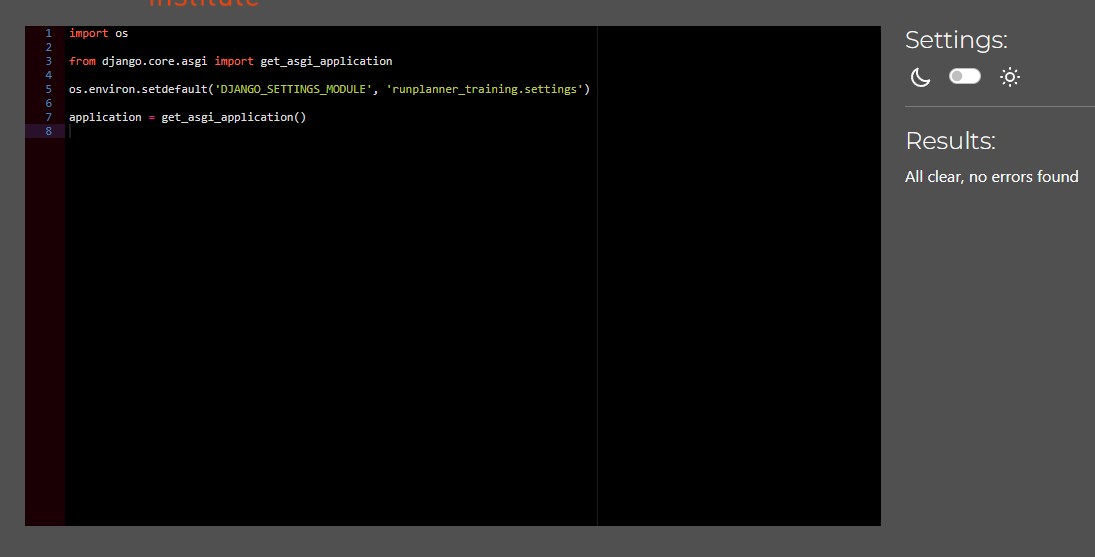 Institute
1 import os
2
3 from django.core.asgi import get_asgi_application
4
5 os.environ.setdefault('DJANGO_SETTINGS_MODULE', 'runplanner_training.settings')
6
7 application = get_asgi_application()
8
Settings:
Results:
All clear, no errors found